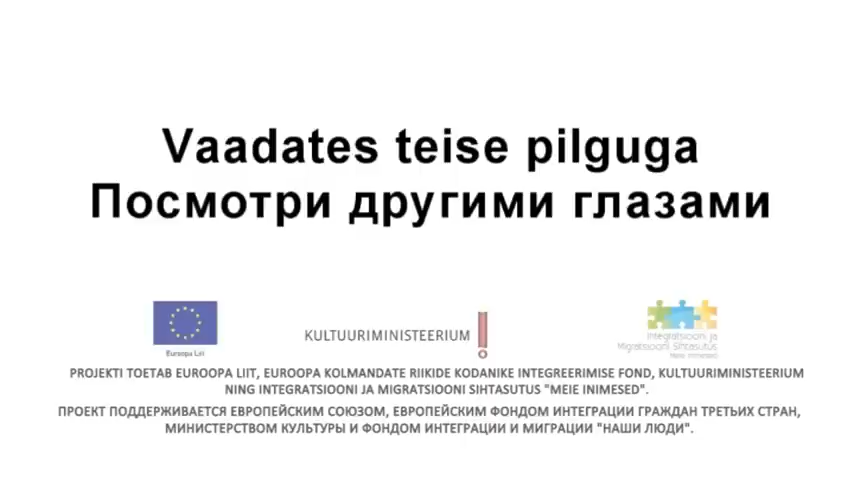 Vaadates teise pilguga
Посмотри другими глазами
Euroopa Liit
KULTUURIMINISTEERIUM
Integratsiooni ja
Migratsiooni Sihtasutus
Meie Inimesed
PROJEKTI TOETAB EUROOPA LIIT, EUROOPA KOLMANDATE RIIKIDE KODANIKE INTEGREERIMISE FOND, KULTUURIMINISTEERIUM
NING INTEGRATSIOONI JA MIGRATSIOONI SIHTASUTUS "MEIE INIMESED".
ПРОЕКТ ПОДДЕРЖИВАЕТСЯ ЕВРОПЕЙСКИМ СОЮЗОМ, ЕВРОПЕЙСКИМ ФОНДОМ ИНТЕГРАЦИИ ГРАЖДАН ТРЕТЬИХ СТРАН,
МИНИСТЕРСТВОМ КУЛЬТУРЫ И ФОНДОМ ИНТЕГРАЦИИ И МИГРАЦИИ "НАШИ ЛЮДИ".